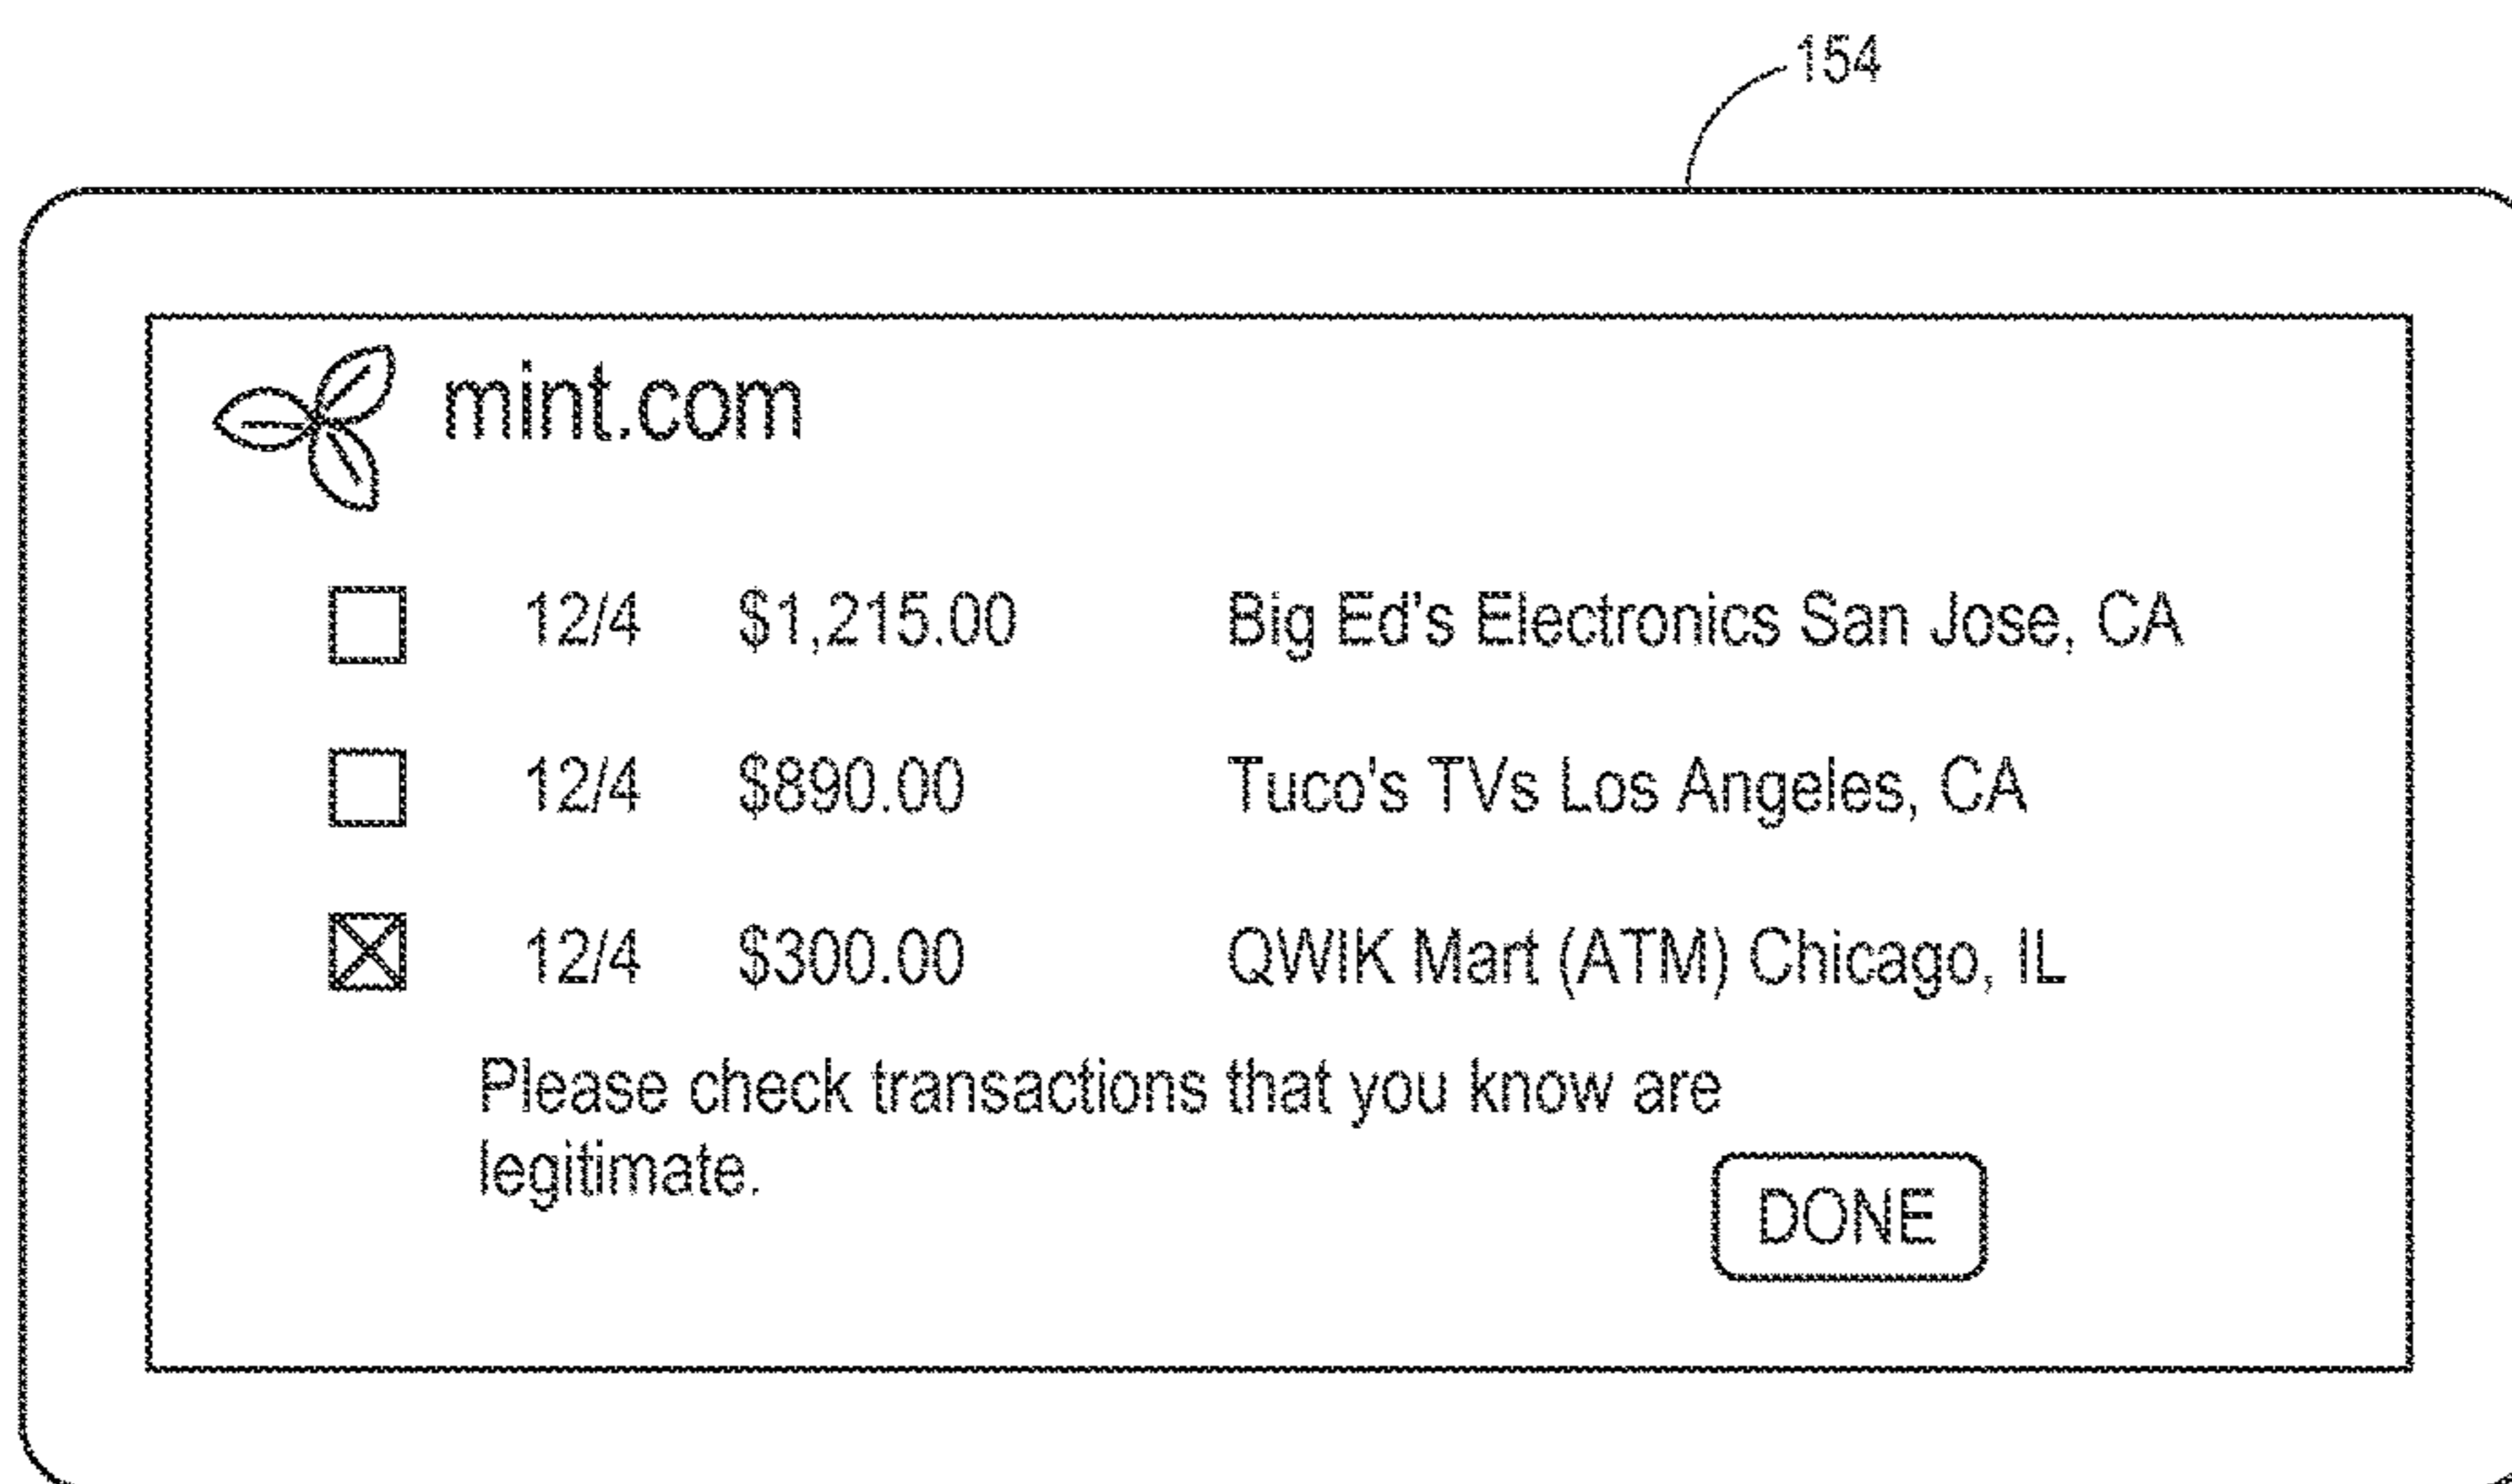 154
mint.com
12/4 $1,215.00 Big Ed's Electronics San Jose, CA
12/4 $890.00 Tuco's TVs Los Angeles, CA
12/4 $300.00 QWIK Mart (ATM) Chicago, IL
Please check transactions that you know are
legitimate.
DONE